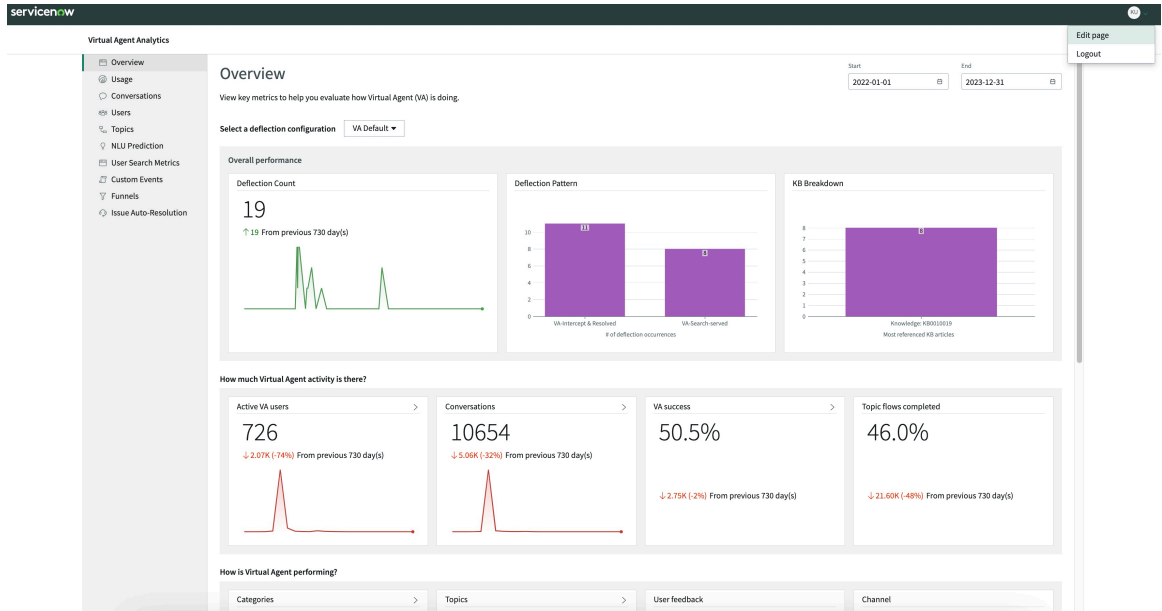 servicenow
KU
Edit page
Logout
Virtual Agent Analytics
Overview
Usage
Conversations
Users
Topics
NLU Prediction
User Search Metrics
Custom Events
Funnels
Issue Auto-Resolution
Overview
Start
End
2022-01-01
2023-12-31
View key metrics to help you evaluate how Virtual Agent (VA) is doing.
Select a deflection configuration VA Default
Overall performance
Deflection Count
19
↑ 19 From previous 730 day(s)
Deflection Pattern
10
8
6
4
2
0
11
8
VA-Intercept & Resolved
VA-Search-served
# of deflection occurrences
KB Breakdown
8
7
6
5
4
3
2
1
0
8
Knowledge: KB0010019
Most referenced KB articles
How much Virtual Agent activity is there?
Active VA users
726
↓ 2.07K (-74%) From previous 730 day(s)
Conversations
10654
↓ 5.06K (-32%) From previous 730 day(s)
VA success
50.5%
↓ 2.75K (-2%) From previous 730 day(s)
Topic flows completed
46.0%
↓ 21.60K (-48%) From previous 730 day(s)
How is Virtual Agent performing?
Categories
Topics
User feedback
Channel